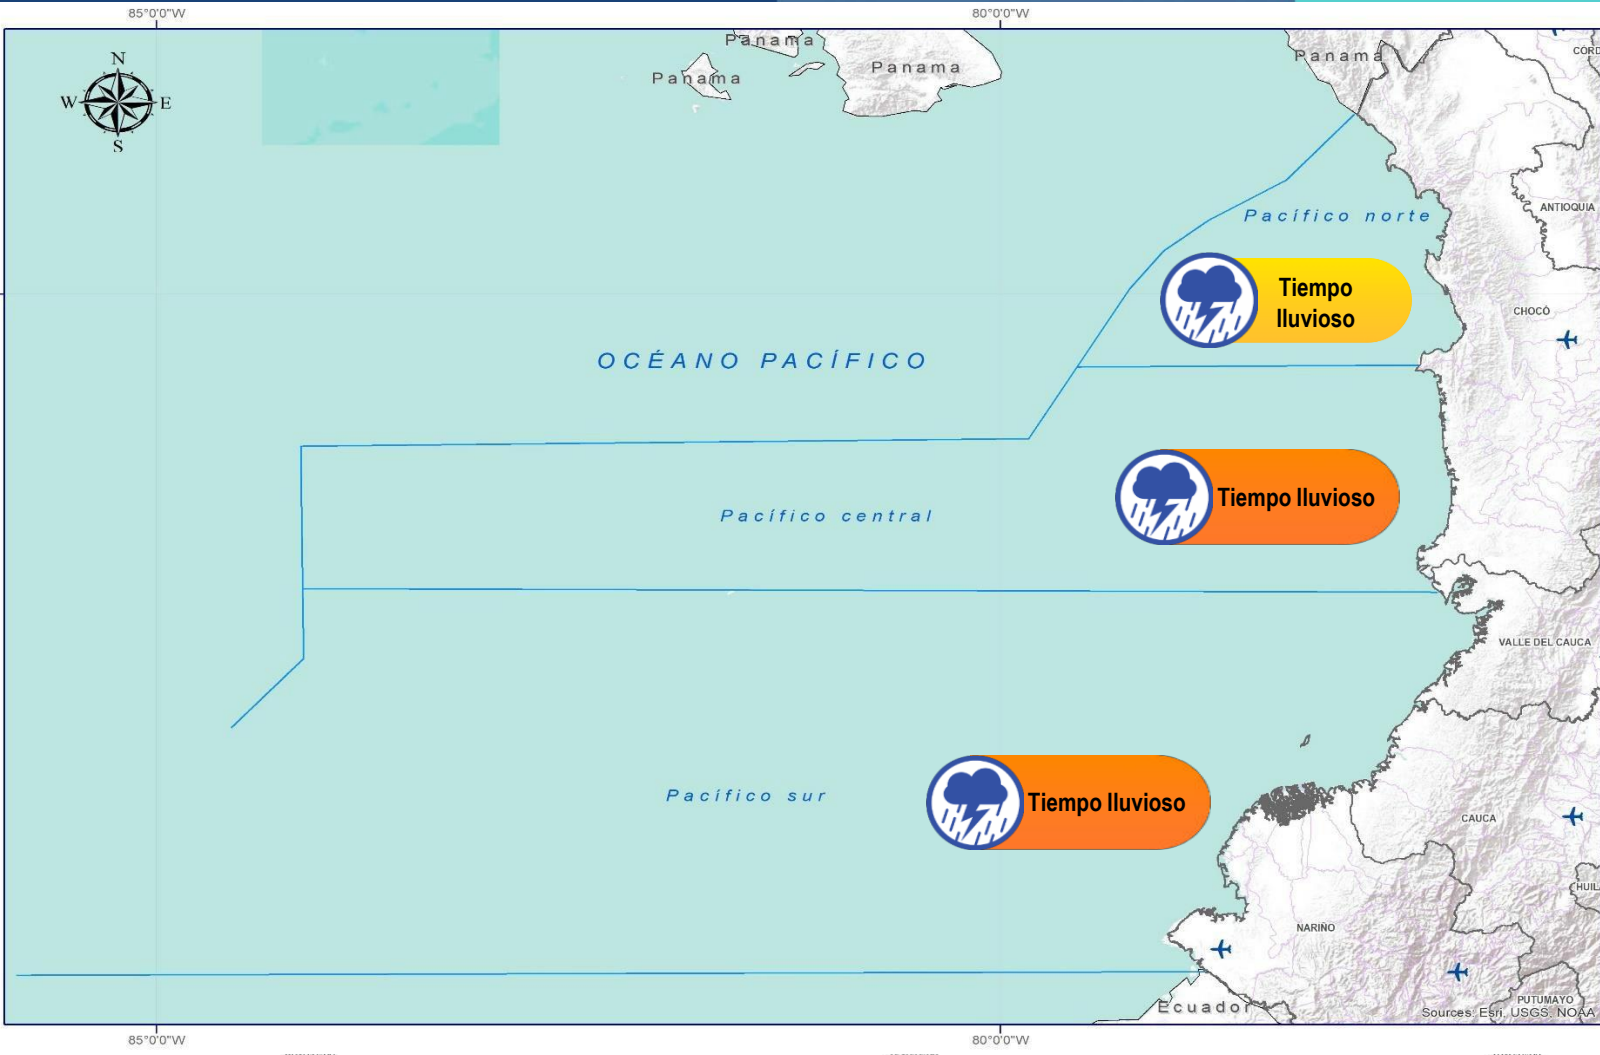 85°0'0"W
80°0'0"W
Panama
Panama
Panama
Panama
N
W
E
S
ANTIOQUIA
Pacífico norte
Tiempo
lluvioso
CHOCÓ
OCÉANO PACÍFICO
Tiempo lluvioso
Pacífico central
VALLE DEL CAUCA
Pacífico sur
Tiempo lluvioso
CAUCA
NARIÑO
PUTUMAYO
Ecuador
Sources: Esri, USGS, NOAA
85°0'0"W
80°0'0"W